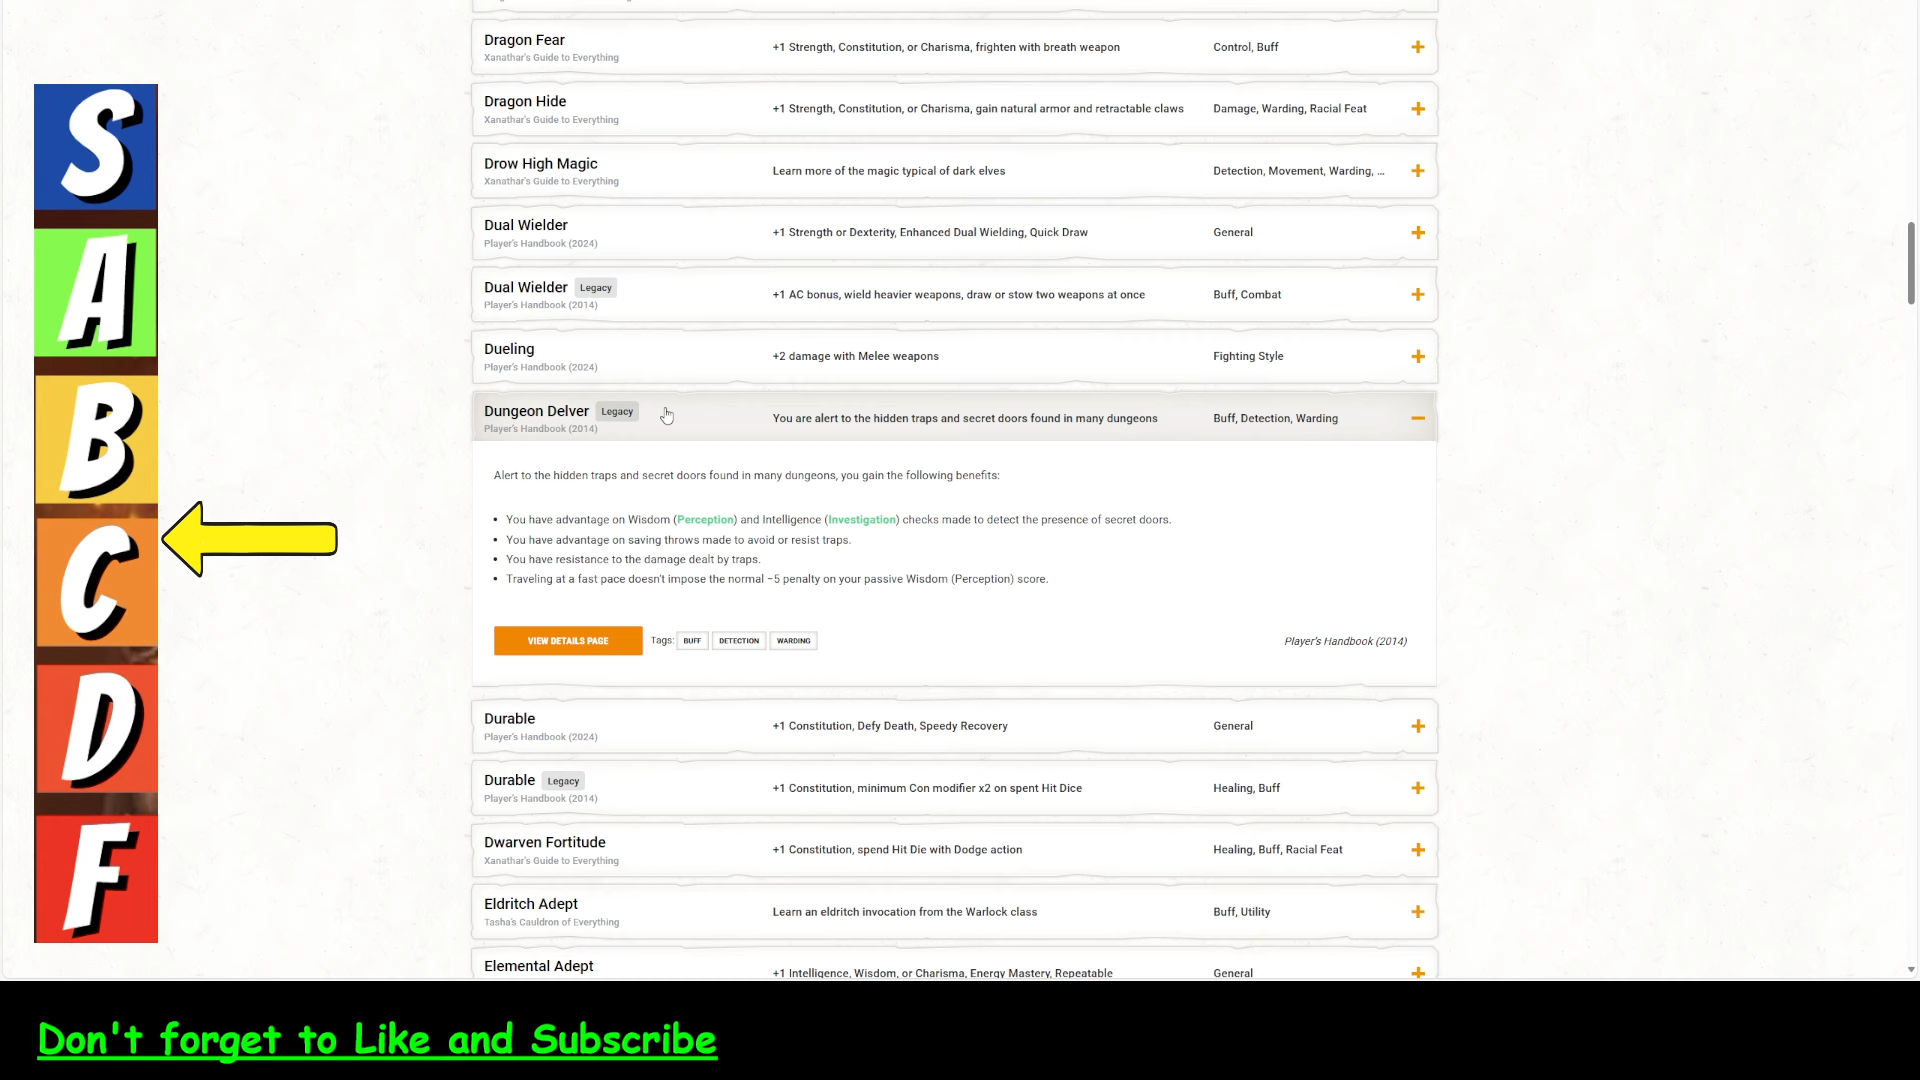 Dragon Fear
Xanathar's Guide to Everything
+1 Strength, Constitution, or Charisma, frighten with breath weapon
Control, Buff
Dragon Hide
Xanathar's Guide to Everything
+1 Strength, Constitution, or Charisma, gain natural armor and retractable claws
Damage, Warding, Racial Feat
Drow High Magic
Xanathar's Guide to Everything
Learn more of the magic typical of dark elves
Detection, Movement, Warding, ...
Dual Wielder
Player's Handbook (2024)
+1 Strength or Dexterity, Enhanced Dual Wielding, Quick Draw
General
Dual Wielder Legacy
Player's Handbook (2014)
+1 AC bonus, wield heavier weapons, draw or stow two weapons at once
Buff, Combat
Dueling
Player's Handbook (2024)
+2 damage with Melee weapons
Fighting Style
Dungeon Delver Legacy
Player's Handbook (2014)
You are alert to the hidden traps and secret doors found in many dungeons
Buff, Detection, Warding
Alert to the hidden traps and secret doors found in many dungeons, you gain the following benefits:
• You have advantage on Wisdom (Perception) and Intelligence (Investigation) checks made to detect the presence of secret doors.
• You have advantage on saving throws made to avoid or resist traps.
• You have resistance to the damage dealt by traps.
• Traveling at a fast pace doesn't impose the normal −5 penalty on your passive Wisdom (Perception) score.
VIEW DETAILS PAGE
Tags: BUFF DETECTION WARDING
Player's Handbook (2014)
Durable
Player's Handbook (2024)
+1 Constitution, Defy Death, Speedy Recovery
General
Durable Legacy
Player's Handbook (2014)
+1 Constitution, minimum Con modifier x2 on spent Hit Dice
Healing, Buff
Dwarven Fortitude
Xanathar's Guide to Everything
+1 Constitution, spend Hit Die with Dodge action
Healing, Buff, Racial Feat
Eldritch Adept
Tasha's Cauldron of Everything
Learn an eldritch invocation from the Warlock class
Buff, Utility
Elemental Adept
+1 Intelligence, Wisdom, or Charisma, Energy Mastery, Repeatable
General
S
A
B
C
D
F
Don't forget to Like and Subscribe